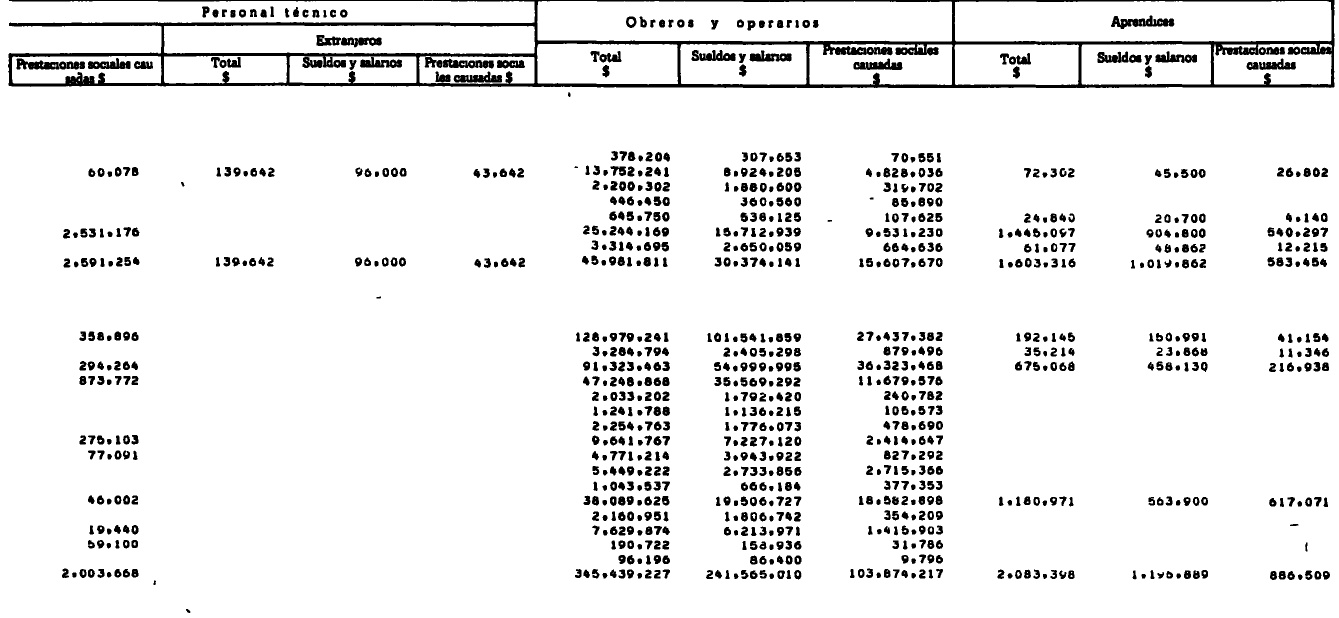 Personal técnico Obreros y operarios Aprendices
Extranjeros
Prestaciones sociales cau sadas $ Total $ Sueldos y salarios $ Prestaciones socia les causadas $ Total $ Sueldos y salarios $ Prestaciones sociales causadas $ Total $ Sueldos y salarios $ Prestaciones sociales causadas $
378.204 307.653 70.551
60.078 139.642 96.000 43.642 13.752.241 8.924.205 4.828.036 72.302 45.500 26.802
2.200.302 1.880.600 319.702
446.450 360.560 85.890
645.750 538.125 107.625 24.840 20.700 4.140
2.531.176 25.244.169 15.712.939 9.531.230 1.445.097 904.800 540.297
3.314.695 2.650.059 664.636 61.077 48.862 12.215
2.591.254 139.642 96.000 43.642 45.981.811 30.374.141 15.607.670 1.603.316 1.019.862 583.454
358.896 128.979.241 101.541.859 27.437.382 192.145 150.991 41.154
3.284.794 2.405.298 879.496 35.214 23.868 11.346
294.264 91.323.463 54.999.995 36.323.468 675.068 458.130 216.938
873.772 47.248.868 35.569.292 11.679.576
2.033.202 1.792.420 240.782
1.241.788 1.136.215 105.573
2.254.763 1.776.073 478.690
275.103 9.641.767 7.227.120 2.414.647
77.091 4.771.214 3.943.922 827.292
5.449.222 2.733.856 2.715.366
1.043.537 666.184 377.353
46.002 38.089.625 19.506.727 18.582.898 1.180.971 563.900 617.071
2.160.951 1.806.742 354.209
19.440 7.629.874 6.213.971 1.415.903
59.100 190.722 158.936 31.786
96.196 86.400 9.796
2.003.668 345.439.227 241.565.010 103.874.217 2.083.398 1.196.889 886.509